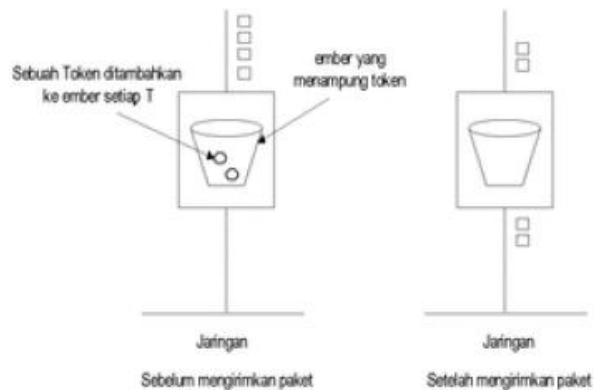 Sebuah Token ditambahkan
ke ember setiap T
ember yang
menampung token
Jaringan
Sebelum mengirimkan paket
Jaringan
Setelah mengirimkan paket